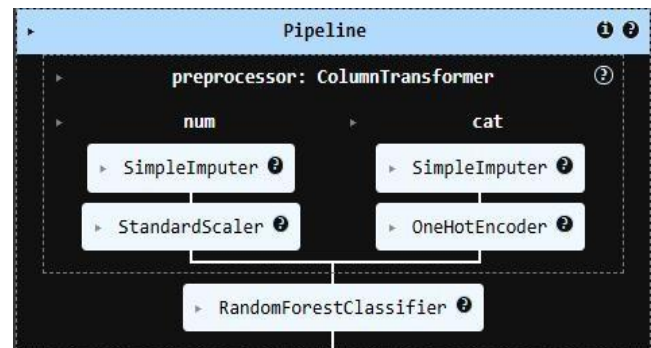 Pipeline
preprocessor: ColumnTransformer
num cat
SimpleImputer SimpleImputer
StandardScaler OneHotEncoder
RandomForestClassifier